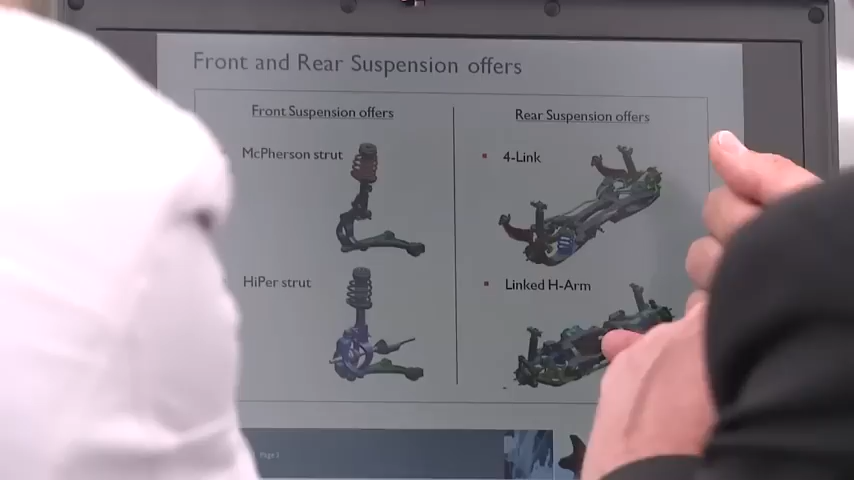 Front and Rear Suspension offers
Front Suspension offers
McPherson strut
HiPer strut
Rear Suspension offers
4-Link
Linked H-Arm